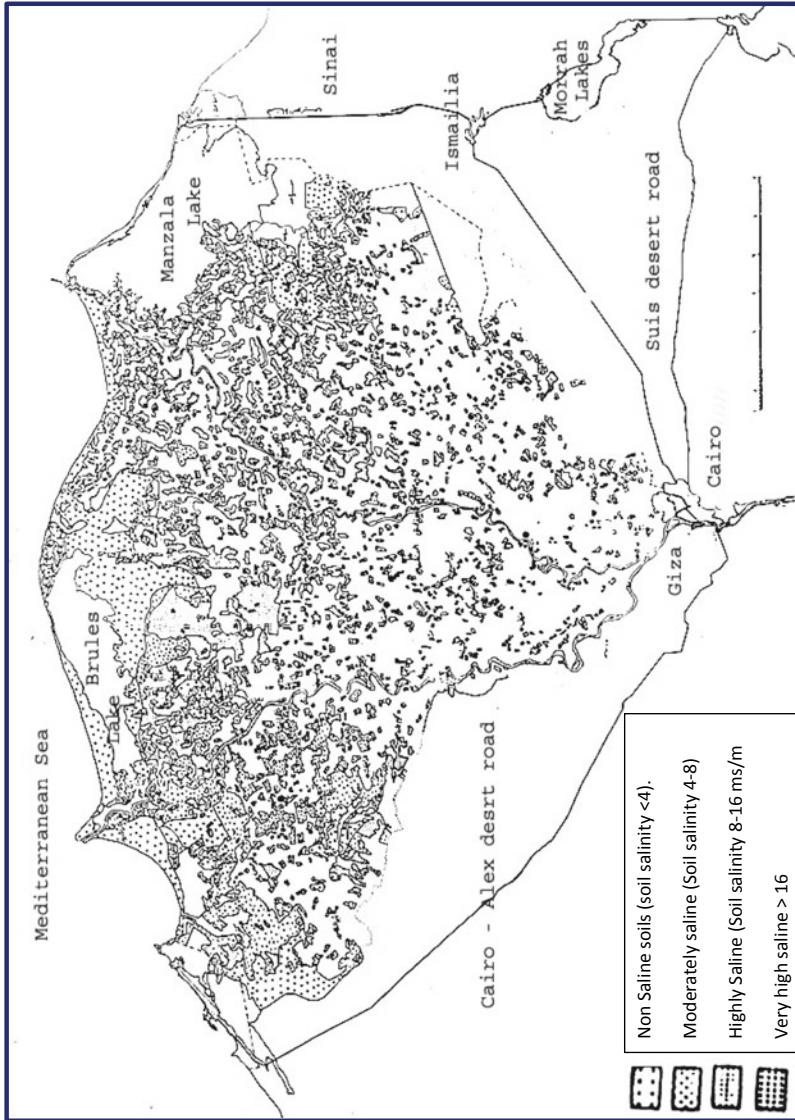 Mediterranean Sea
Brules
Lake
Manzala
Lake
Sinai
Ismailia
Morrah
Lakes
Suis desert road
Cairo
Giza
Cairo - Alex desrt road
Non Saline soils (soil salinity <4).
Moderately saline (Soil salinity 4-8)
Highly Saline (Soil salinity 8-16 ms/m
Very high saline > 16